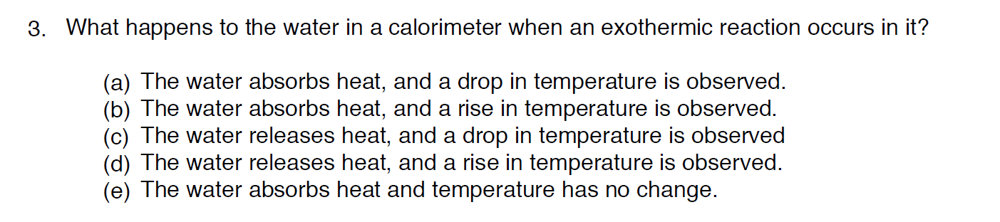 3. What happens to the water in a calorimeter when an exothermic reaction occurs in it?
(a) The water absorbs heat, and a drop in temperature is observed.
(b) The water absorbs heat, and a rise in temperature is observed.
(c) The water releases heat, and a drop in temperature is observed
(d) The water releases heat, and a rise in temperature is observed.
(e) The water absorbs heat and temperature has no change.